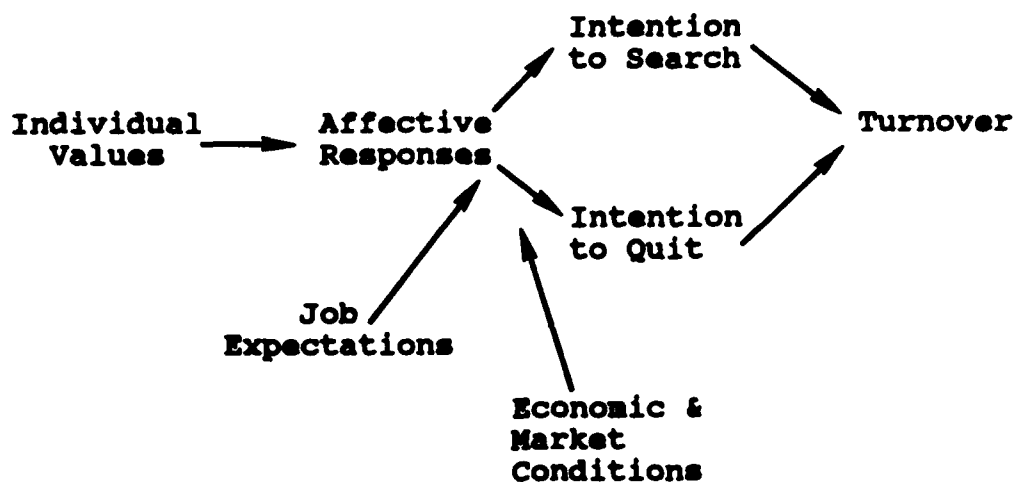 Intention
to Search
Individual
Values
Affective
Responses
Turnover
Intention
to Quit
Job
Expectations
Economic &
Market
Conditions